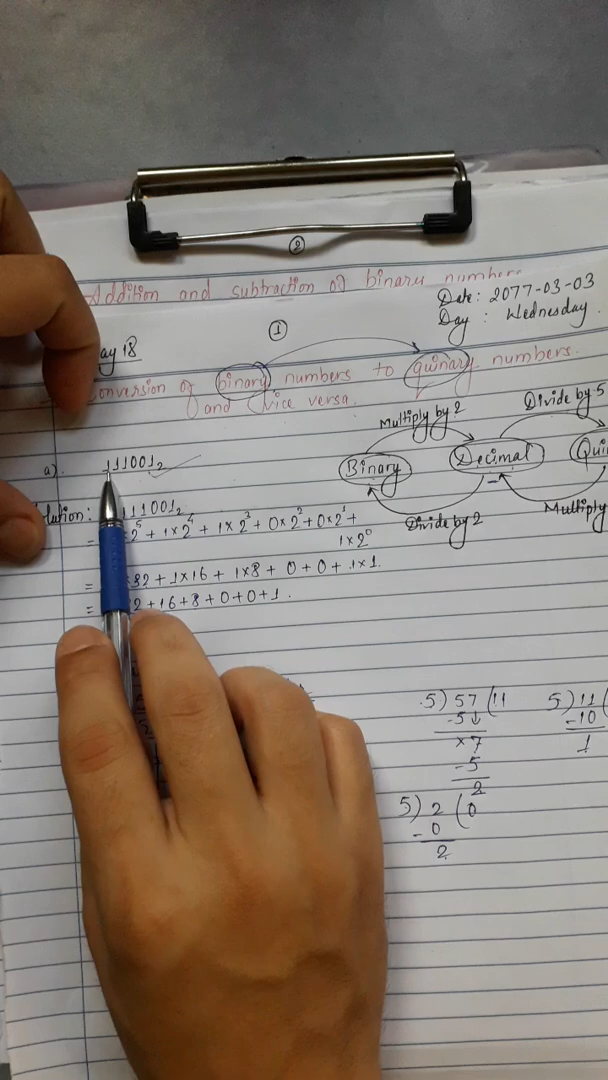 ②
Addition and subtraction of binary numbers
Date: 2077-03-03
Day : Wednesday.
①
ay 18
onversion of binary numbers to quinary numbers.
and vice versa.
Multiply by 2
Divide by 5
a). 111001₂
Binary Decimal Qui
Divide by 2
Multiply
lution: 111001₂
2⁵ + 1×2⁴ + 1×2³ + 0×2² + 0×2¹ +
1×2⁰
= 32 + 1×16 + 1×8 + 0 + 0 + 1×1.
= 2 + 16 + 8 + 0 + 0 + 1.
5) 57 (11
-5↓
×7
-5
2
5) 11 (
-10
1
5) 2 (0
-0
2